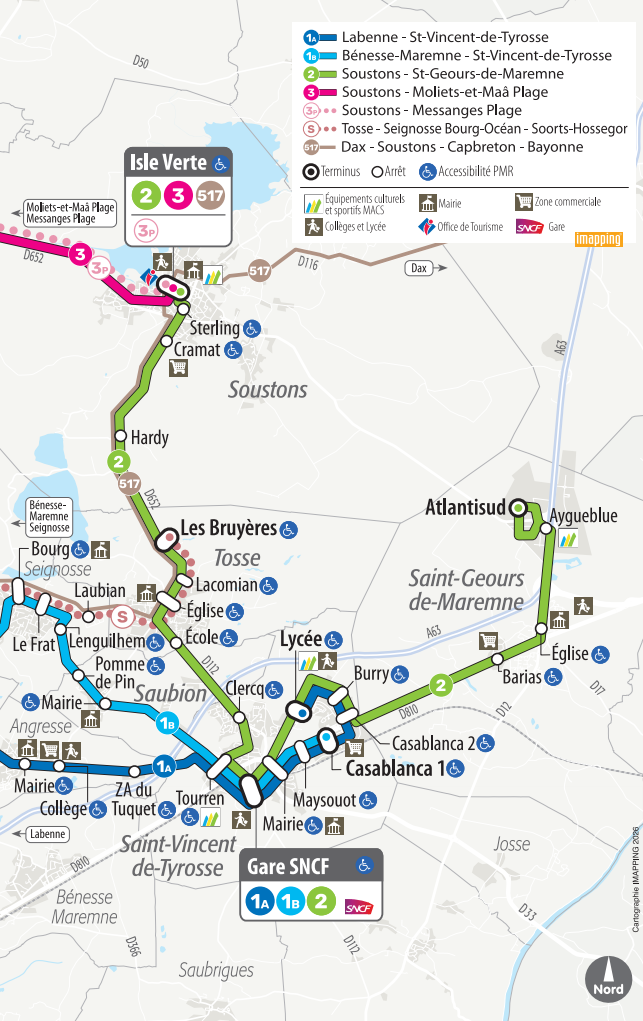 1A Labenne - St-Vincent-de-Tyrosse
1B Bénesse-Maremne - St-Vincent-de-Tyrosse
2 Soustons - St-Geours-de-Maremne
3 Soustons - Moliets-et-Maâ Plage
3P Soustons - Messanges Plage
S Tosse - Seignosse Bourg-Océan - Soorts-Hossegor
517 Dax - Soustons - Capbreton - Bayonne
Terminus Arrêt Accessibilité PMR
Équipements culturels
et sportifs MACS
Mairie
Zone commerciale
Collèges et Lycée
Office de Tourisme
SNCF Gare
imapping
D50
Isle Verte
2 3 517
3P
Moliets-et-Maâ Plage
Messanges Plage
D652
3
3P
517
D116
Dax
A63
Sterling
Cramat
Soustons
Hardy
2
517
D652
Bénesse-
Maremne
Seignosse
Les Bruyères
Tosse
Atlantisud
Aygueblue
Bourg
Seignosse
Laubian
Lacomian
Saint-Geours
de-Maremne
S
Église
Le Frat
Lenguilhem
École
Lycée
A63
Église
Pomme
de Pin
D112
Burry
2
Barias
D17
Saubion
Clercq
Mairie
D810
D12
Angresse
1B
Casablanca 2
1A
Casablanca 1
Mairie
Collège
ZA du
Tuquet
Tourren
Maysouot
Mairie
Labenne
Saint-Vincent
de-Tyrosse
Josse
D810
Gare SNCF
1A 1B 2 SNCF
Bénesse
Maremne
D33
D366
D112
Saubrigues
Cartographie IMAPPING 2026
Nord